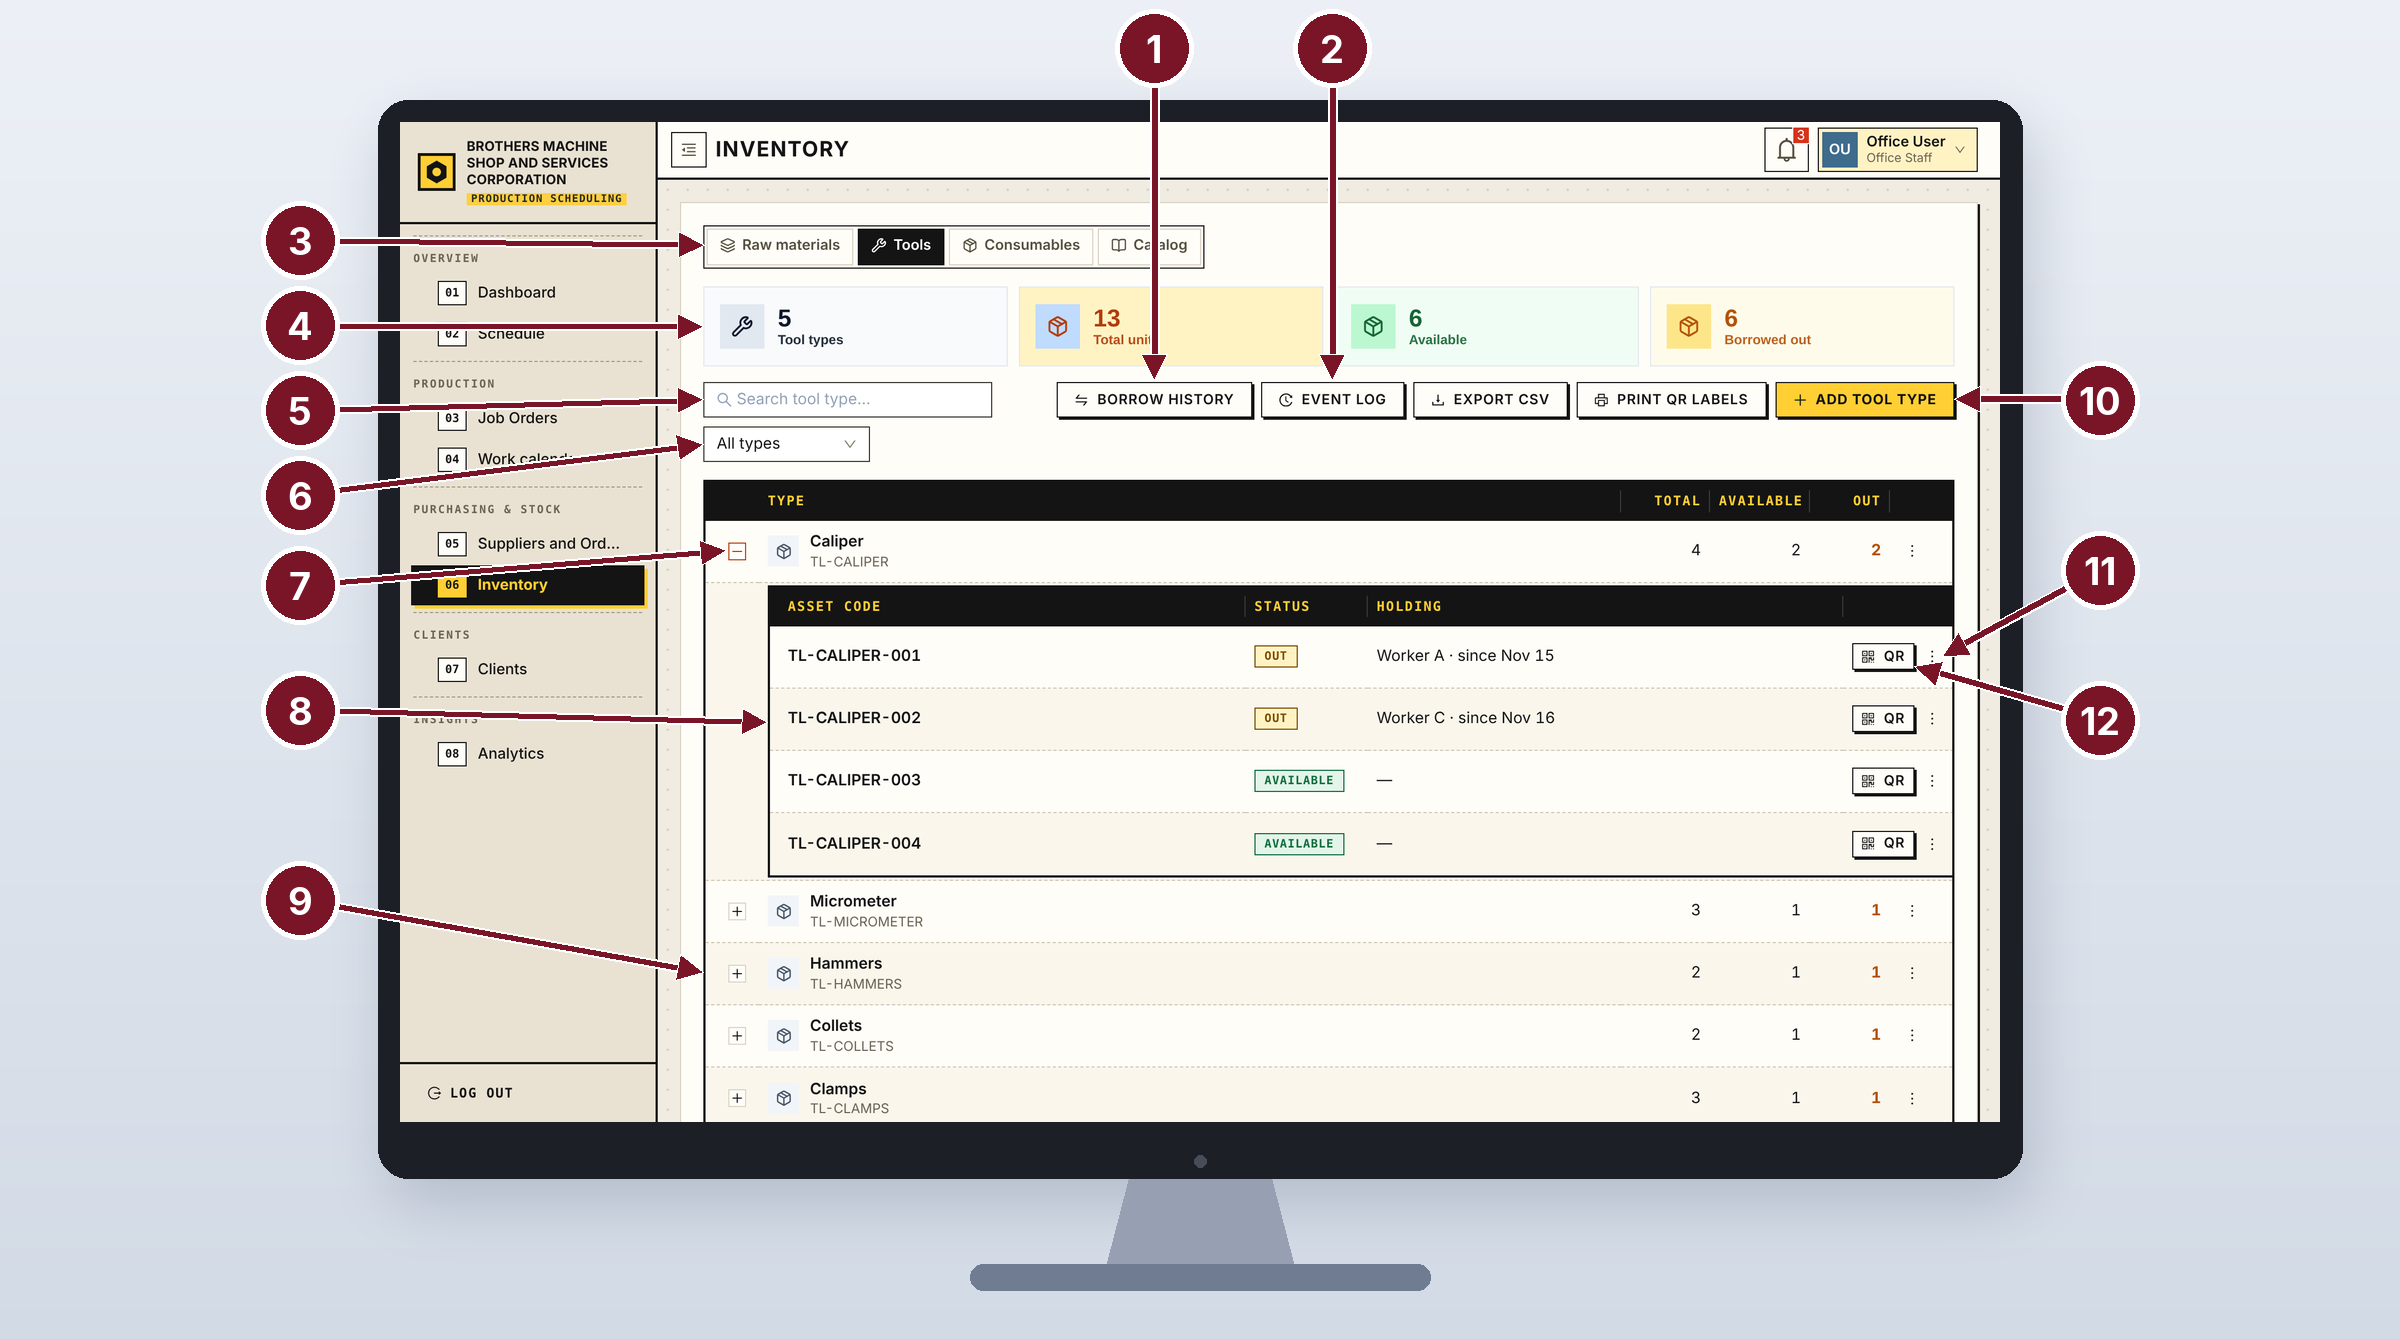 1
2
BROTHERS MACHINE
SHOP AND SERVICES
CORPORATION
PRODUCTION SCHEDULING
INVENTORY
3
OU
Office User
Office Staff
3
4
5
6
7
8
9
10
11
12
OVERVIEW
01 Dashboard
02 Schedule
PRODUCTION
03 Job Orders
04 Work
PURCHASING & STOCK
05 Suppliers and Ord...
06 Inventory
CLIENTS
07 Clients
INSIGHTS
08 Analytics
LOG OUT
Raw materials Tools Consumables Catalog
5
Tool types
13
Total
6
Available
6
Borrowed out
Search tool type...
BORROW HISTORY EVENT LOG EXPORT CSV PRINT QR LABELS ADD TOOL TYPE
All types
TYPE TOTAL AVAILABLE OUT
Caliper
TL-CALIPER
4 2 2
ASSET CODE STATUS HOLDING
TL-CALIPER-001 OUT Worker A · since Nov 15 QR
TL-CALIPER-002 OUT Worker C · since Nov 16 QR
TL-CALIPER-003 AVAILABLE — QR
TL-CALIPER-004 AVAILABLE — QR
Micrometer
TL-MICROMETER
3 1 1
Hammers
TL-HAMMERS
2 1 1
Collets
TL-COLLETS
2 1 1
Clamps
TL-CLAMPS
3 1 1